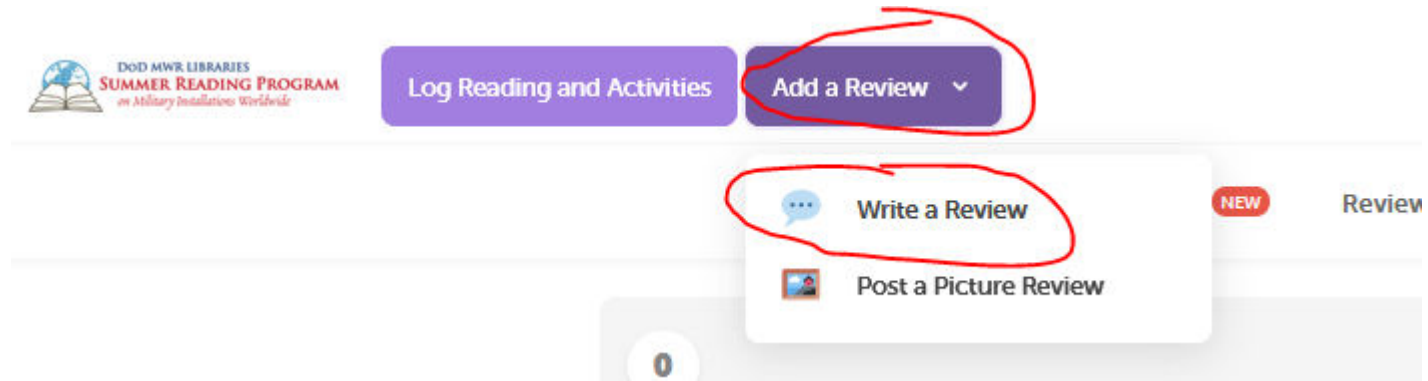 DOD MWR LIBRARIES
SUMMER READING PROGRAM
on Military Installations Worldwide
Log Reading and Activities
Add a Review
Write a Review
NEW
Review
Post a Picture Review
0